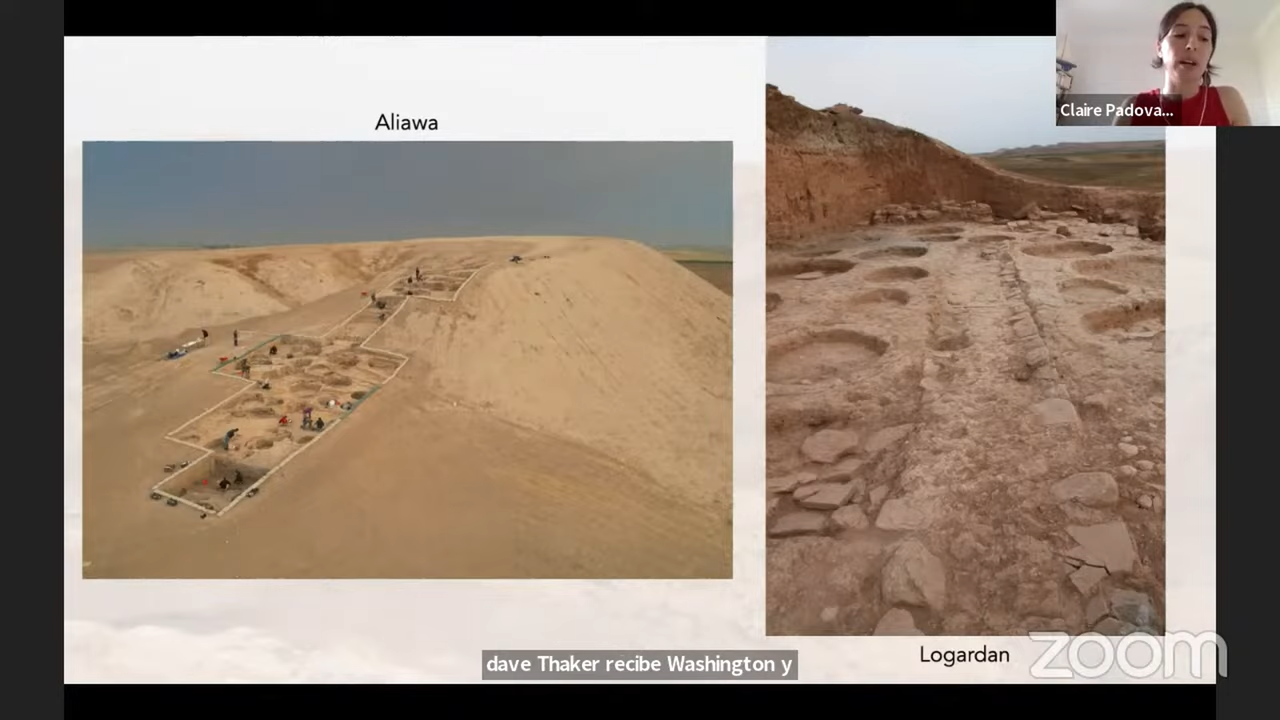 Claire Padova...
Aliawa
Logardan
zoom
dave Thaker recibe Washington y